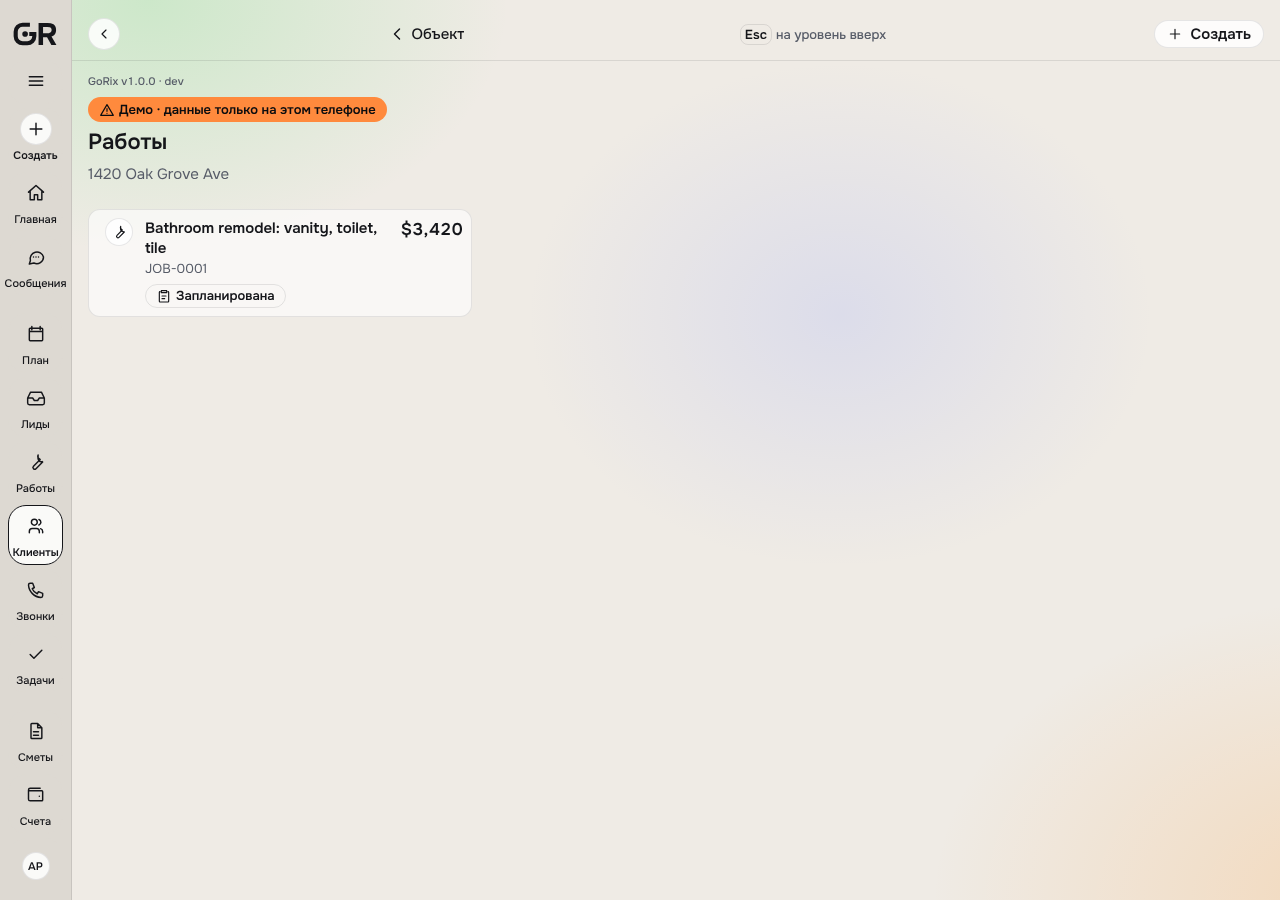 GR
Объект
Esc на уровень вверх
Создать
GoRix v1.0.0 · dev
Демо · данные только на этом телефоне
Работы
1420 Oak Grove Ave
Bathroom remodel: vanity, toilet,
tile
$3,420
JOB-0001
Запланирована
Создать
Главная
Сообщения
План
Лиды
Работы
Клиенты
Звонки
Задачи
Сметы
Счета
AP